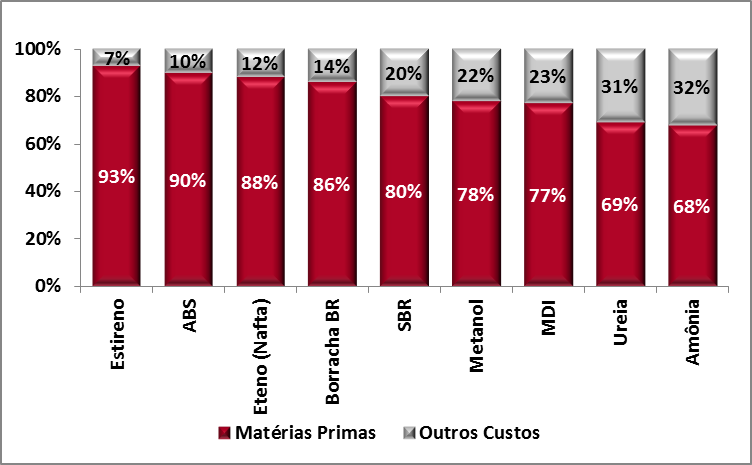 100%
80%
60%
40%
20%
0%
7% 10% 12% 14% 20% 22% 23% 31% 32%
93% 90% 88% 86% 80% 78% 77% 69% 68%
Estireno
ABS
Eteno (Nafta)
Borracha BR
SBR
Metanol
MDI
Ureia
Amônia
Matérias Primas Outros Custos